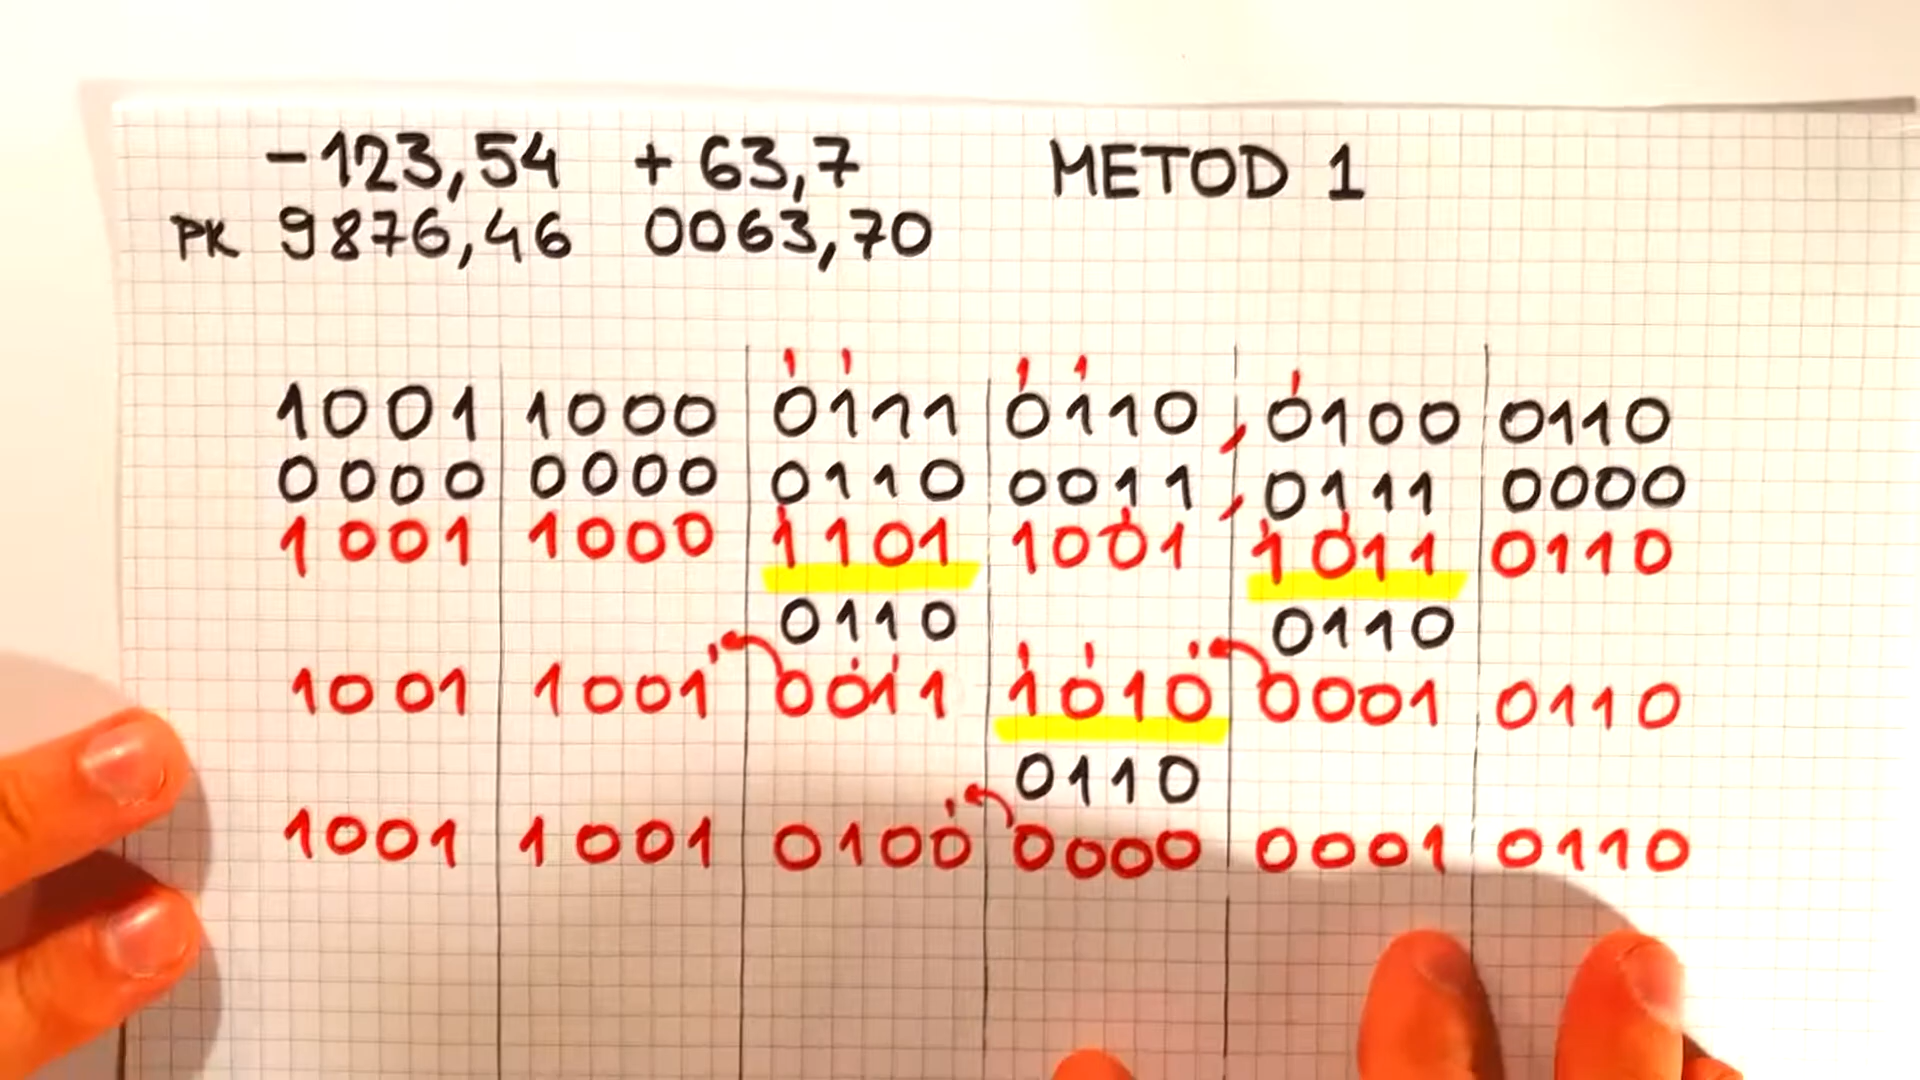 -123,54 + 63,7 METOD 1
PK 9876,46 0063,70
1001 1000 0111 0110, 0100 0110
0000 0000 0110 0011, 0111 0000
1001 1000 1101 1001 1011 0110
0110 0110
1001 1001 0011 1010 0001 0110
0110
1001 1001 0100 0000 0001 0110